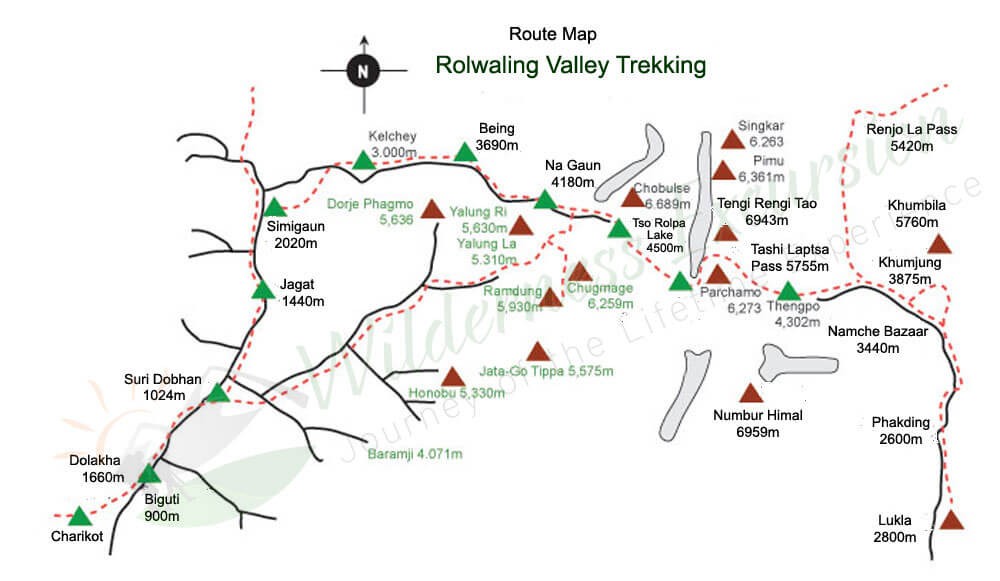 Route Map
Rolwaling Valley Trekking
N
Kelchey
3.000m
Being
3690m
Na Gaun
4180m
Singkar
6.263
Pimu
6,361m
Renjo La Pass
5420m
Dorje Phagmo
5,636
Yalung Ri
5,630m
Yalung La
5.310m
Chobulse
6.689m
Tengi Rengi Tao
6943m
Khumbila
5760m
Simigaun
2020m
Tso Rolpa
Lake
4500m
Tashi Laptsa
Pass 5755m
Khumjung
3875m
Jagat
1440m
Ramdung
5,930m
Chugmage
6,259m
Parchamo
6,273
Thengpo
4,302m
Namche Bazaar
3440m
Suri Dobhan
1024m
Jata-Go Tippa 5,575m
Honobu 5,330m
Numbur Himal
6959m
Phakding
2600m
Baramji 4.071m
Dolakha
1660m
Biguti
900m
Charikot
Lukla
2800m
Wilderness Excursion
Journey of the Lifetime Experience